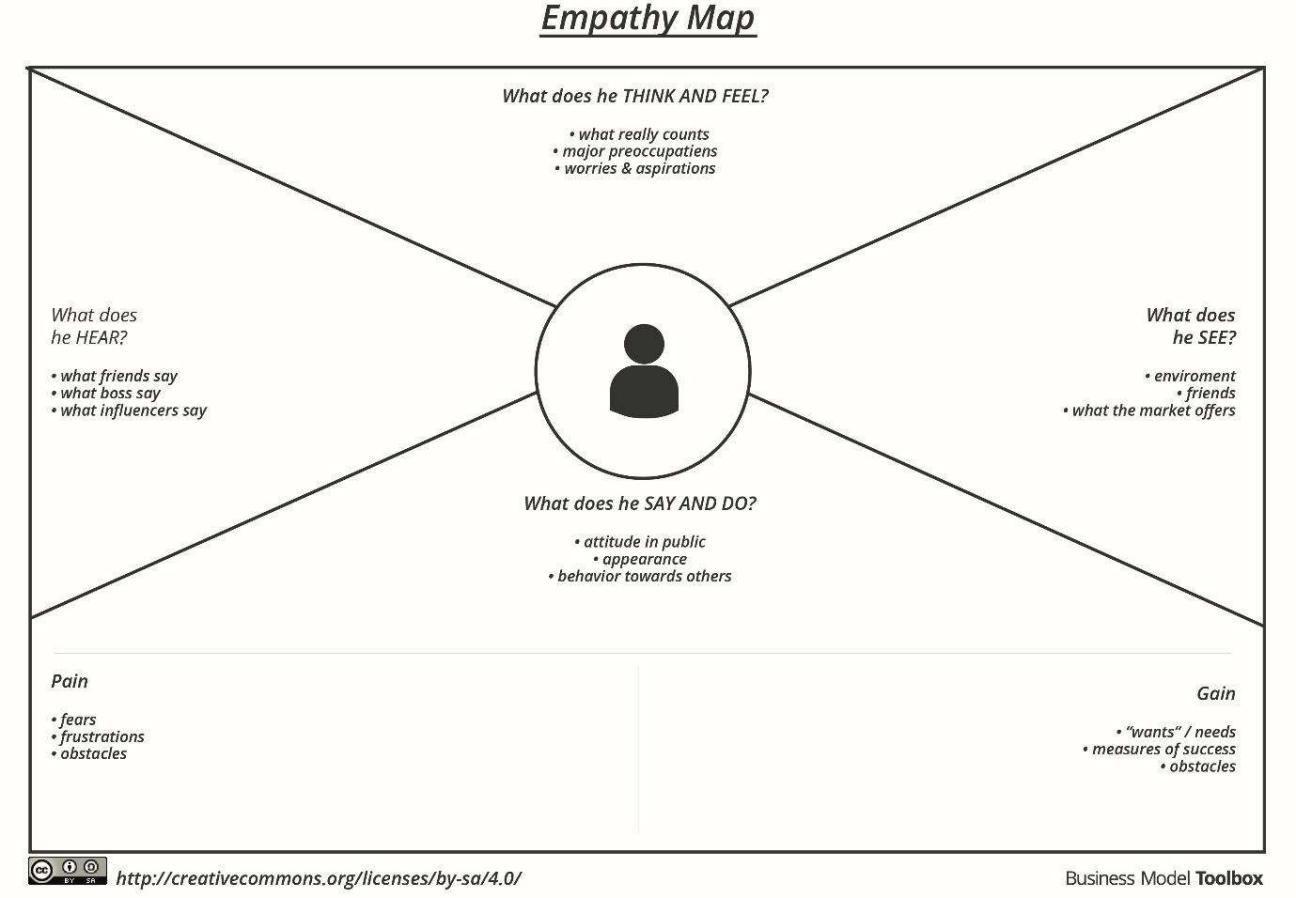 Empathy Map
What does he THINK AND FEEL?
• what really counts
• major preoccupatiens
• worries & aspirations
What does
he HEAR?
• what friends say
• what boss say
• what influencers say
What does
he SEE?
• enviroment
• friends
• what the market offers
What does he SAY AND DO?
• attitude in public
• appearance
• behavior towards others
Pain
• fears
• frustrations
• obstacles
Gain
• “wants“ / needs
• measures of success
• obstacles
cc BY SA
http://creativecommons.org/licenses/by-sa/4.0/
Business Model Toolbox